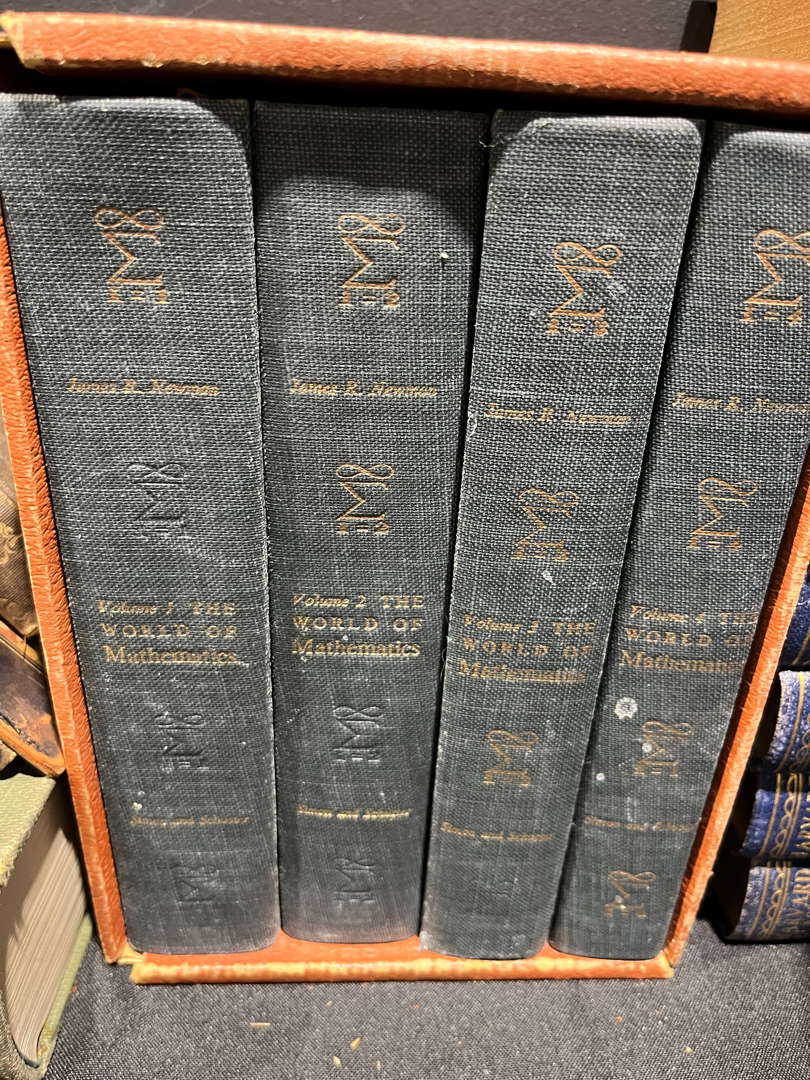 James R. Newman
Volume 1 THE
WORLD OF
Mathematics
Simon and Schuster
James R. Newman
Volume 2 THE
WORLD OF
Mathematics
Simon and Schuster
James R. Newman
Volume 3 THE
WORLD OF
Mathematics
Simon and Schuster
James R. Newman
Volume 4 THE
WORLD OF
Mathematics
Simon and Schuster